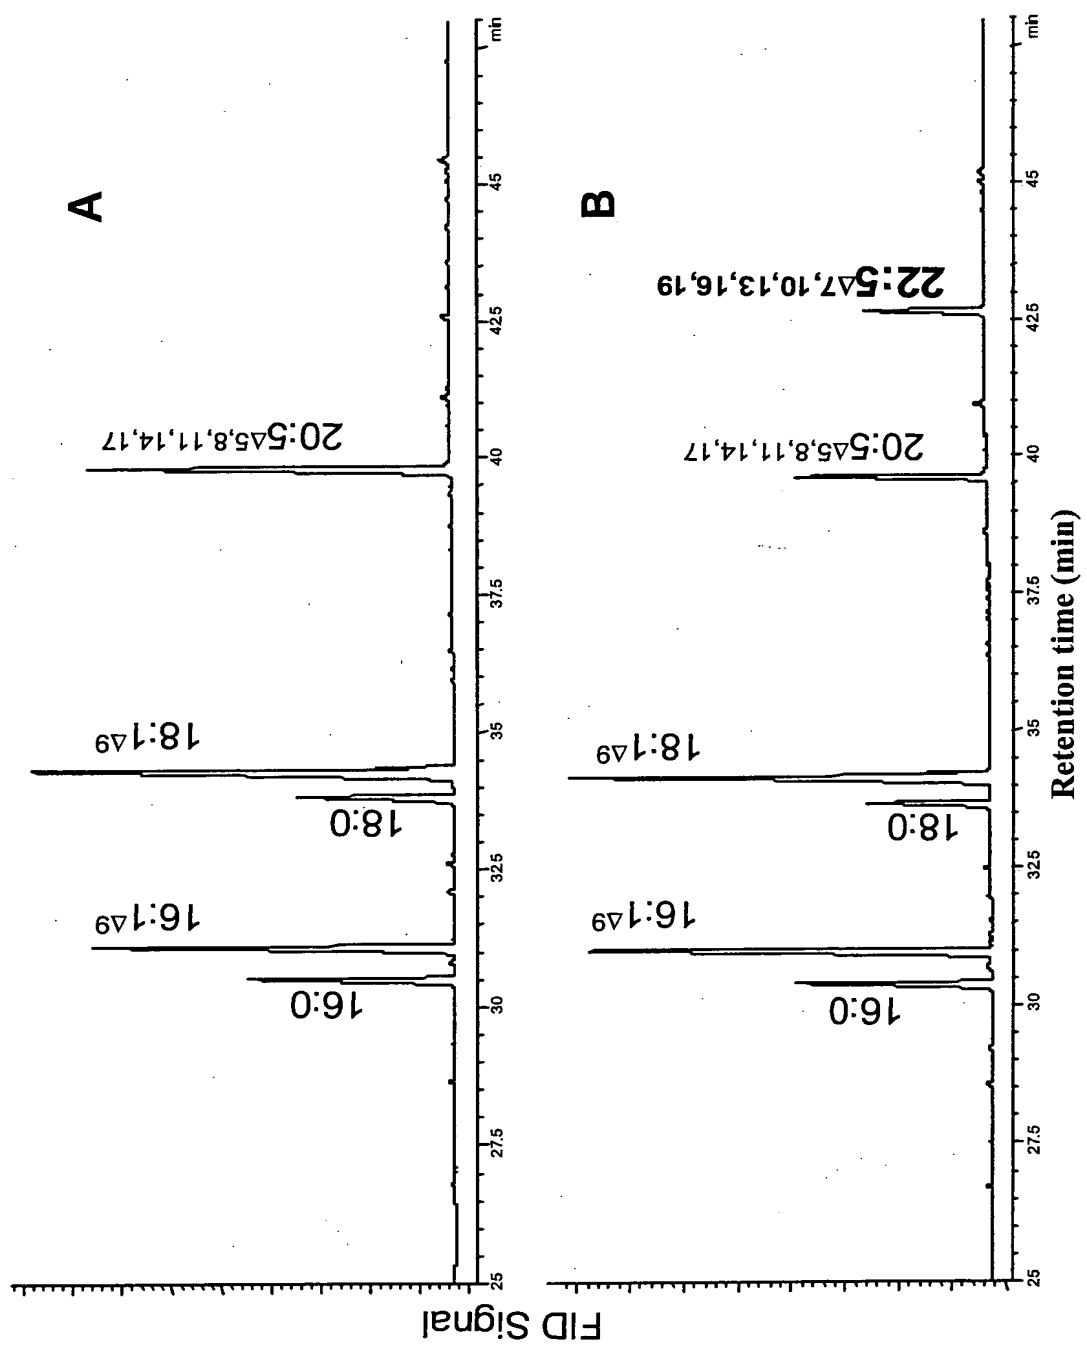 FID Signal
A
16:0
16:1Δ9
18:0
18:1Δ9
20:5Δ5,8,11,14,17
25
27.5
30
32.5
35
37.5
40
42.5
45
min
B
16:0
16:1Δ9
18:0
18:1Δ9
20:5Δ5,8,11,14,17
22:5Δ7,10,13,16,19
25
27.5
30
32.5
35
37.5
40
42.5
45
min
Retention time (min)